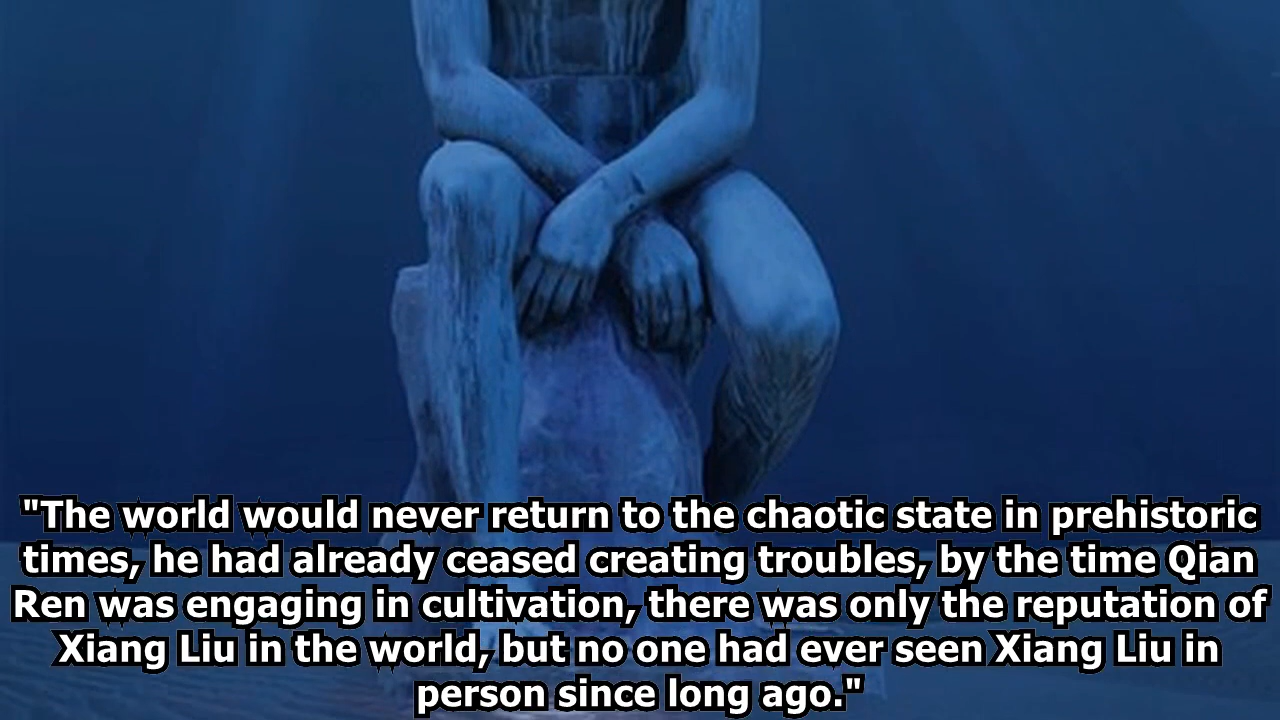 "The world would never return to the chaotic state in prehistoric
times, he had already ceased creating troubles, by the time Qian
Ren was engaging in cultivation, there was only the reputation of
Xiang Liu in the world, but no one had ever seen Xiang Liu in
person since long ago."